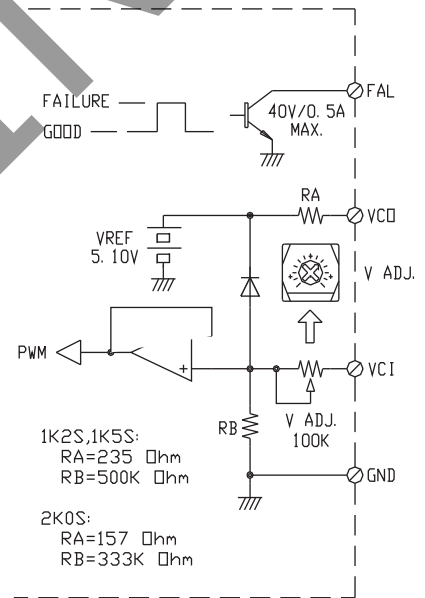 FAILURE
GOOD
FAL
40V/0. 5A
MAX.
RA
VCO
VREF
5. 10V
V ADJ.
PWM
+
VCI
V ADJ.
100K
RB
1K2S,1K5S:
RA=235 Ohm
RB=500K Ohm
GND
2K0S:
RA=157 Ohm
RB=333K Ohm